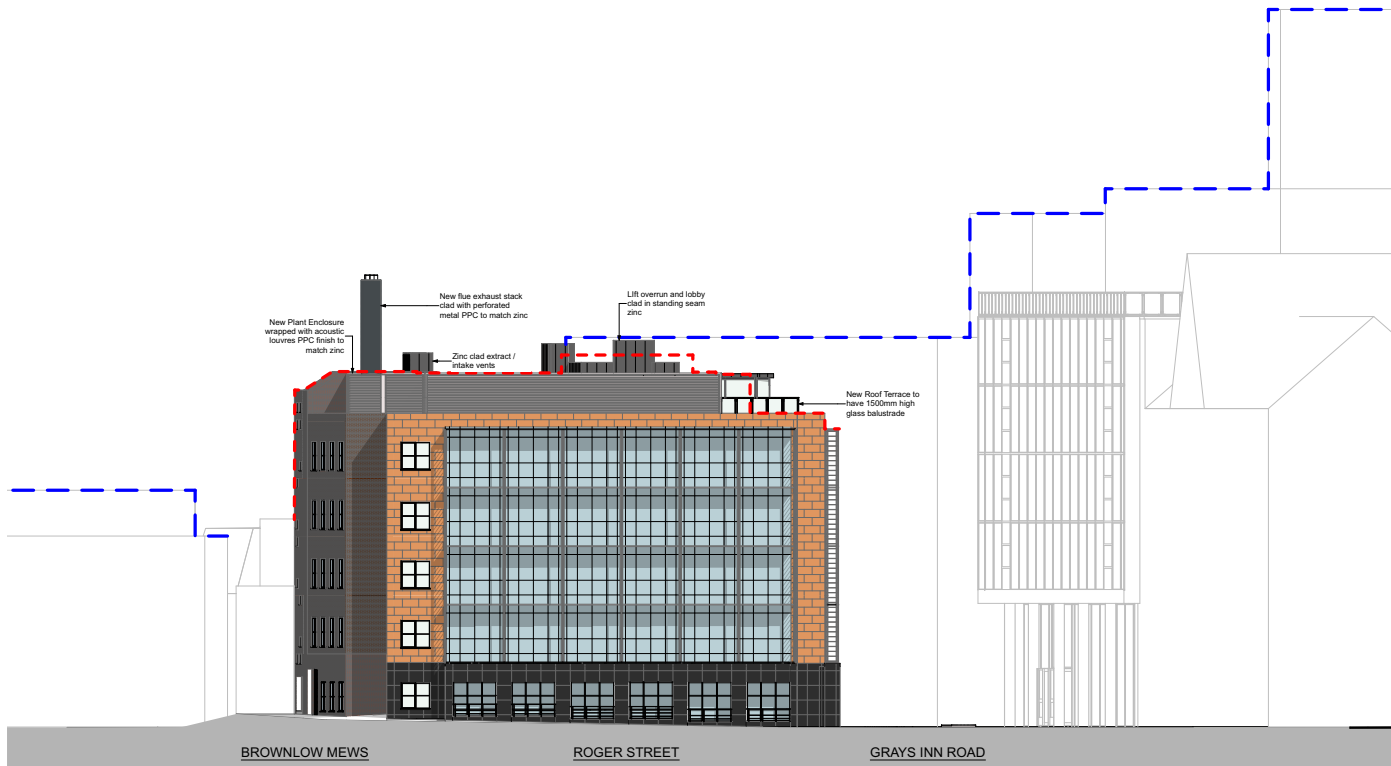 New flue exhaust stack
clad with perforated
metal PPC to match zinc
Lift overrun and lobby
clad in standing seam
zinc
New Plant Enclosure
wrapped with acoustic
louvres PPC finish to
match zinc
Zinc clad extract /
intake vents
New Roof Terrace to
have 1500mm high
glass balustrade
BROWNLOW MEWS
ROGER STREET
GRAYS INN ROAD